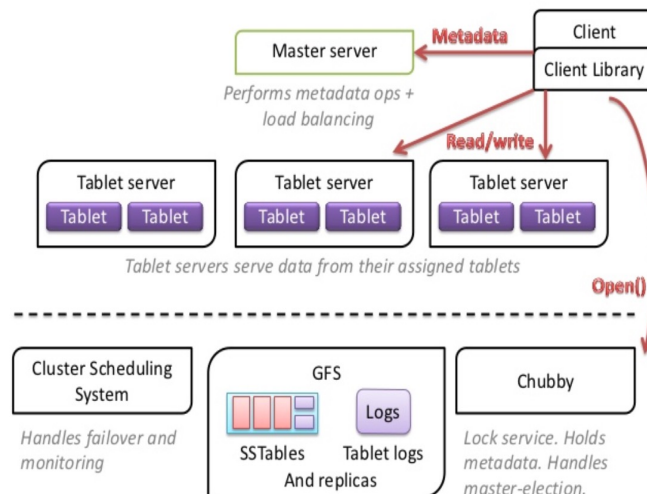 Metadata
Client
Master server
Client Library
Performs metadata ops +
load balancing
Read/write
Tablet server
Tablet Tablet
Tablet server
Tablet Tablet
Tablet server
Tablet Tablet
Tablet servers serve data from their assigned tablets
Open()
Cluster Scheduling
System
Handles failover and
monitoring
GFS
Logs
SSTables Tablet logs
And replicas
Chubby
Lock service. Holds
metadata. Handles
master-election.